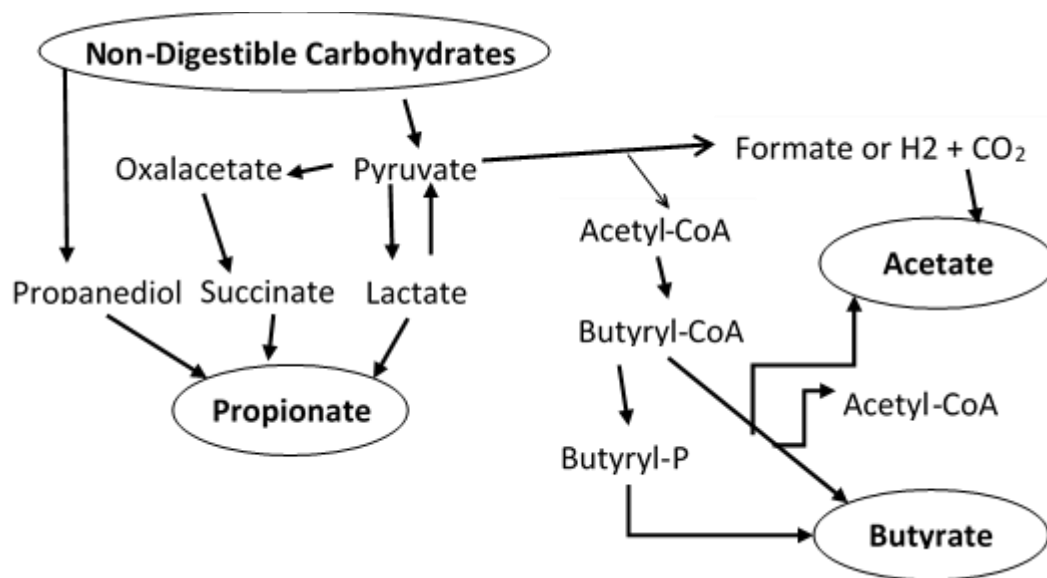 Non-Digestible Carbohydrates
Oxalacetate
Pyruvate
Formate or H2 + CO₂
Acetyl-CoA
Acetate
Propanediol
Succinate
Lactate
Butyryl-CoA
Propionate
Acetyl-CoA
Butyryl-P
Butyrate